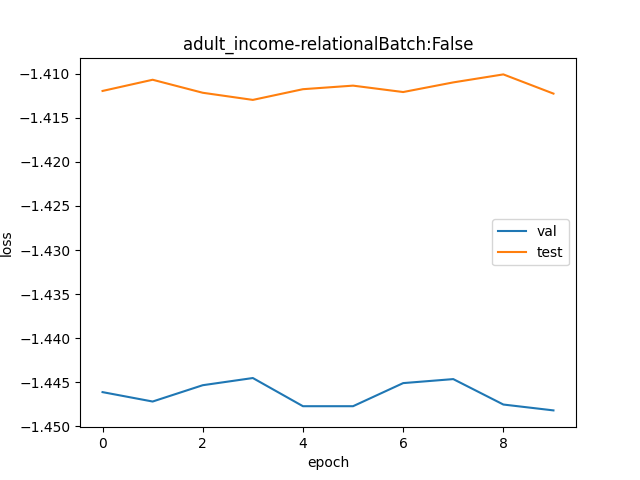 adult_income-relationalBatch:False
−1.410
−1.415
−1.420
−1.425
−1.430
−1.435
−1.440
−1.445
−1.450
loss
val
test
0 2 4 6 8
epoch